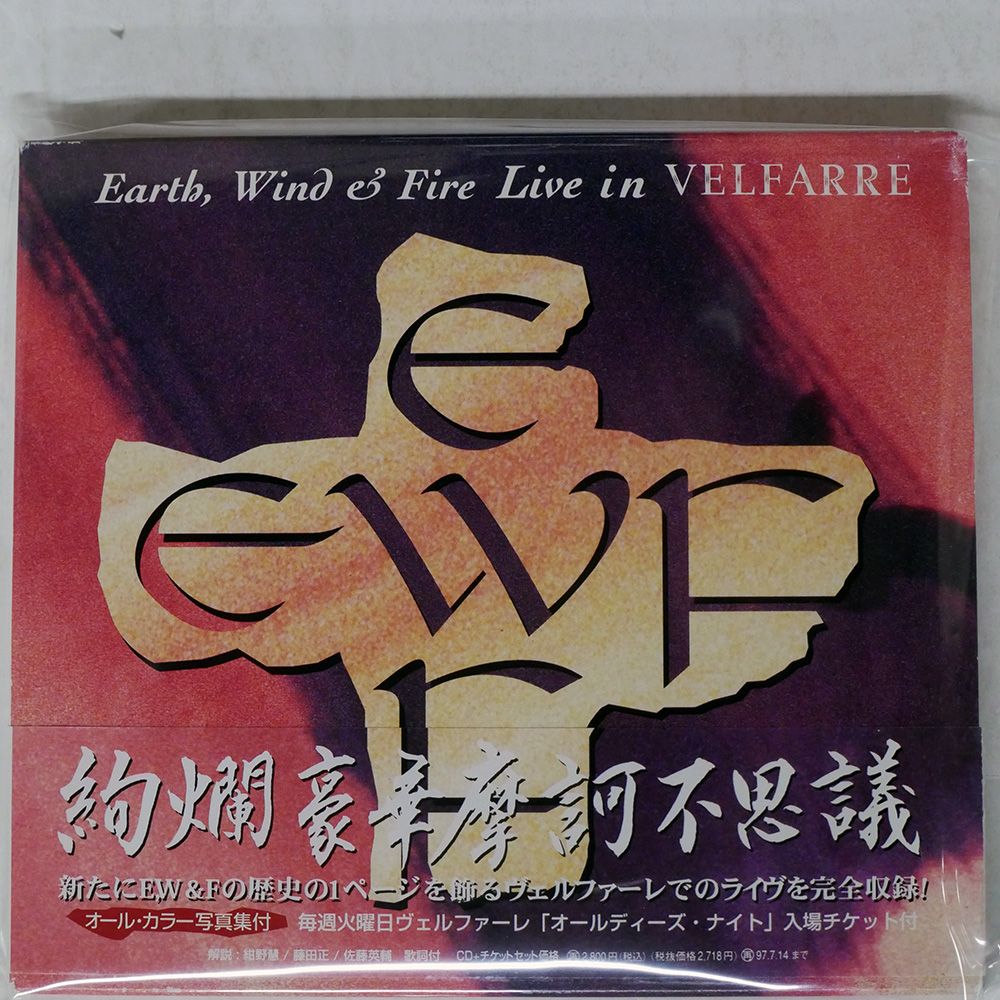 Earth, Wind & Fire Live in VELFARRE
E
EWF
F
絢爛豪華摩訶不思議
新たにEW&Fの歴史の1ページを飾るヴェルファーレでのライヴを完全収録!
オール・カラー写真集付 毎週火曜日ヴェルファーレ「オールディーズ・ナイト」入場チケット付
解説：紺野慧/藤田正/佐藤英輔 歌詞付 CD+チケットセット価格 定2,800円(税込)(税抜価格2,718円) 再97.7.14まで